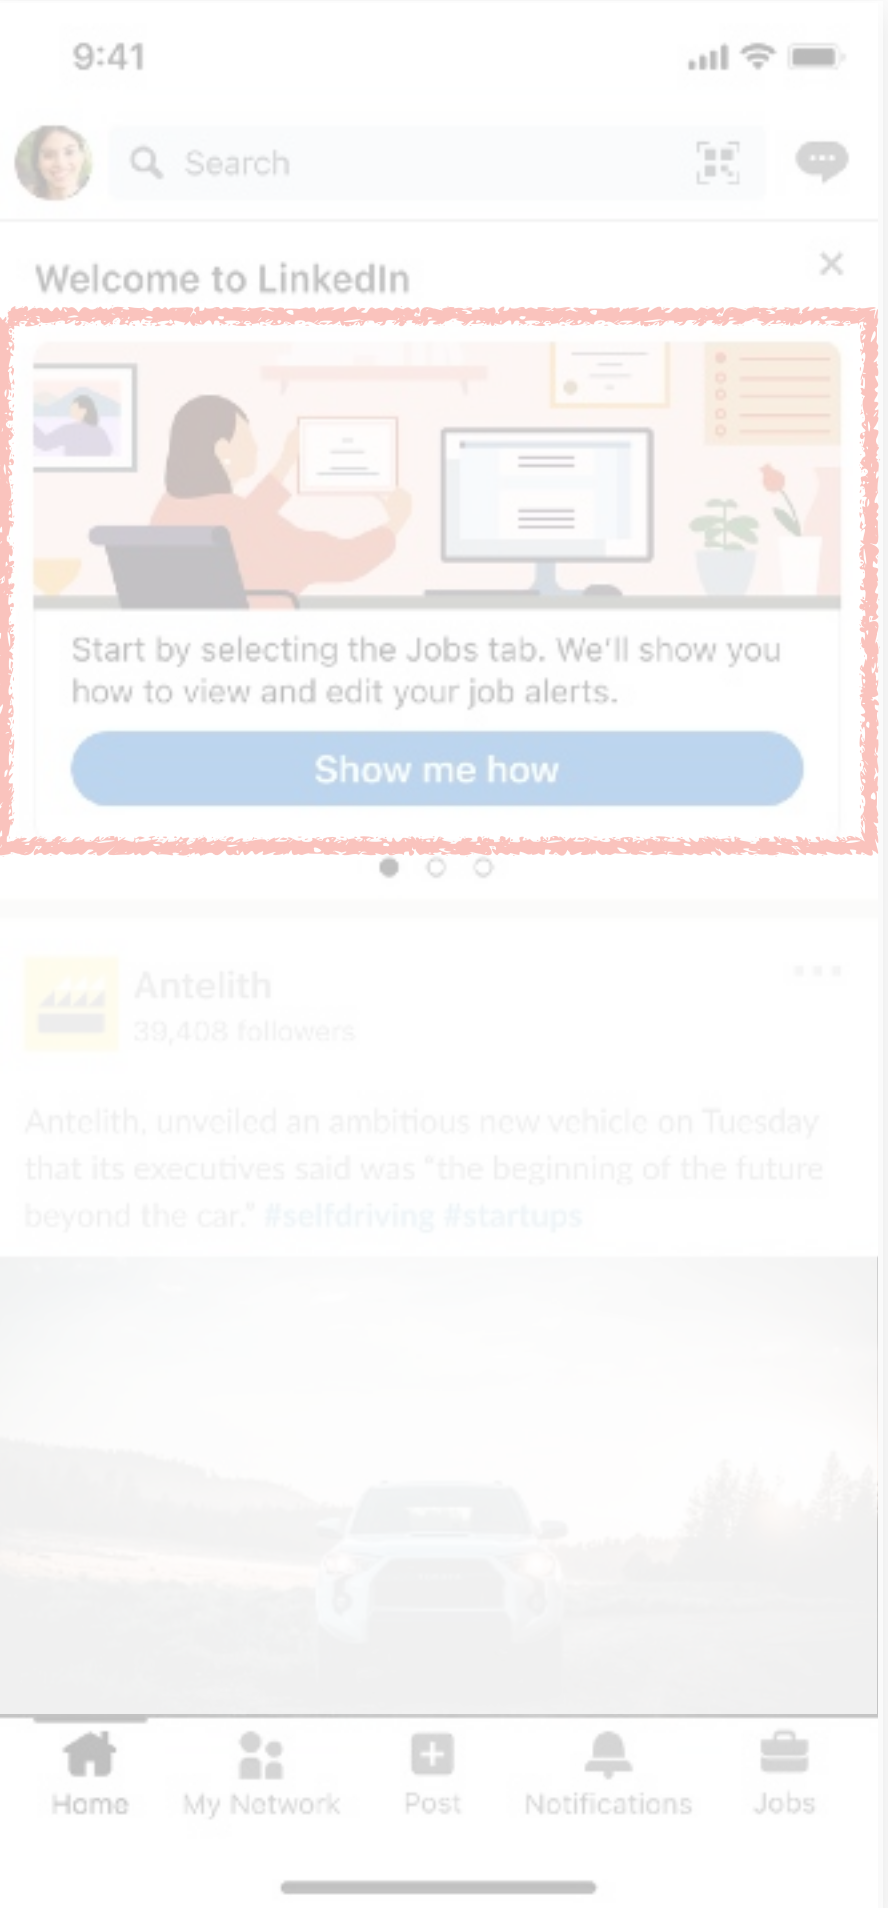 9:41
Search
Welcome to LinkedIn
Start by selecting the Jobs tab. We'll show you
how to view and edit your job alerts.
Show me how
Antelith
39,408 followers
Antelith, unveiled an ambitious new vehicle on Tuesday
that its executives said was “the beginning of the future
beyond the car.” #selfdriving #startups
Home
My Network
Post
Notifications
Jobs